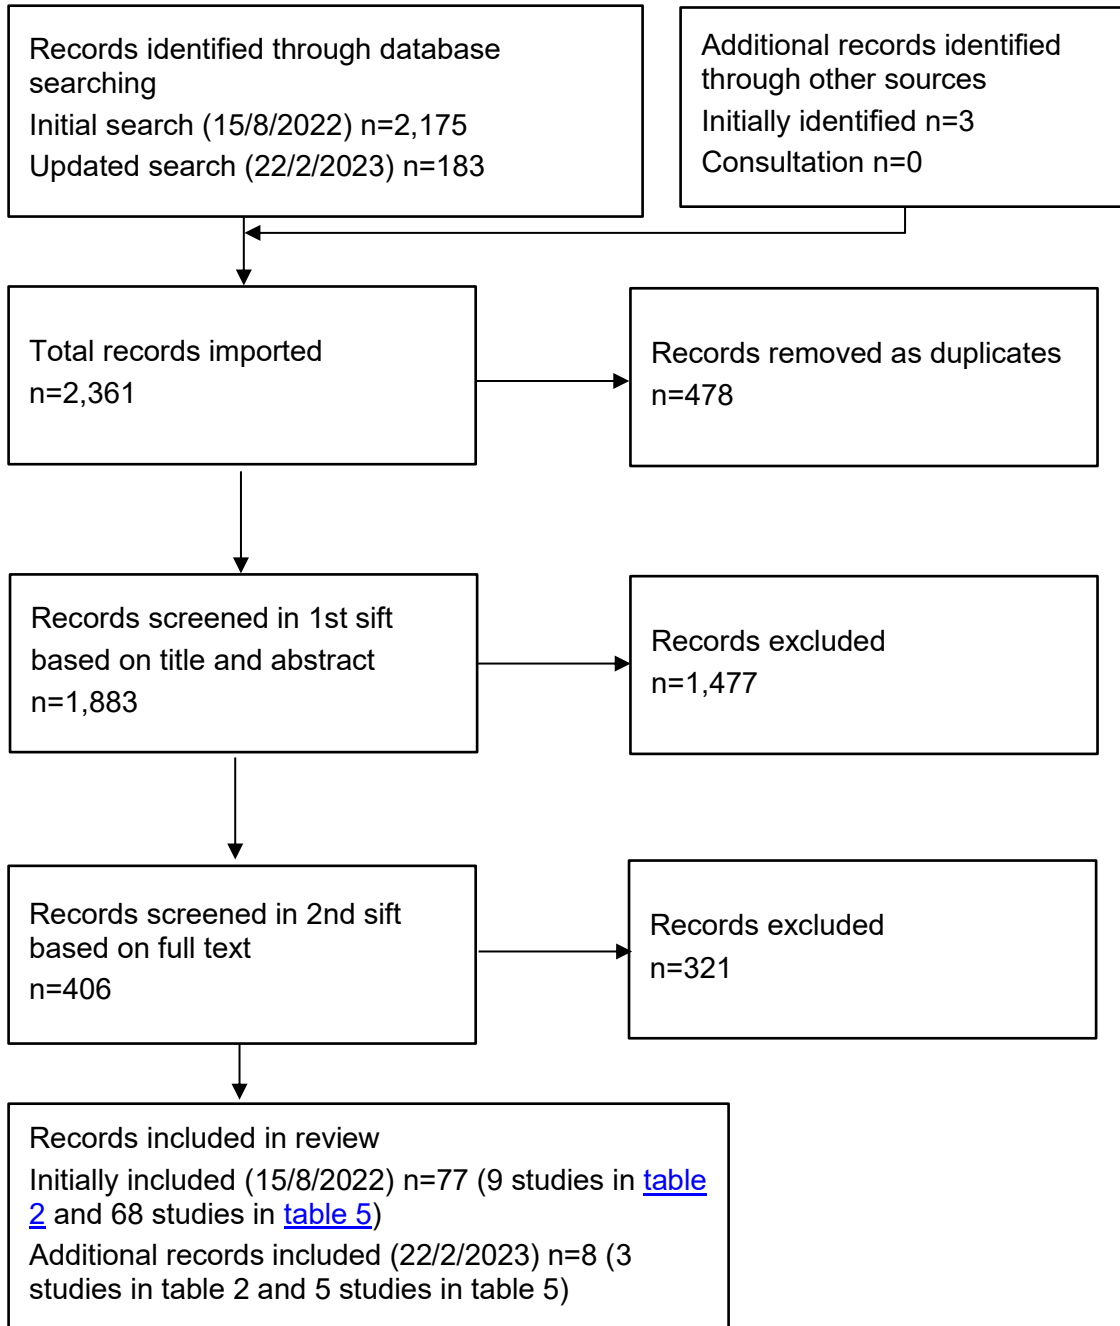 Records identified through database
searching
Initial search (15/8/2022) n=2,175
Updated search (22/2/2023) n=183
Additional records identified
through other sources
Initially identified n=3
Consultation n=0
Total records imported
n=2,361
Records removed as duplicates
n=478
Records screened in 1st sift
based on title and abstract
n=1,883
Records excluded
n=1,477
Records screened in 2nd sift
based on full text
n=406
Records excluded
n=321
Records included in review
Initially included (15/8/2022) n=77 (9 studies in table
2 and 68 studies in table 5)
Additional records included (22/2/2023) n=8 (3
studies in table 2 and 5 studies in table 5)